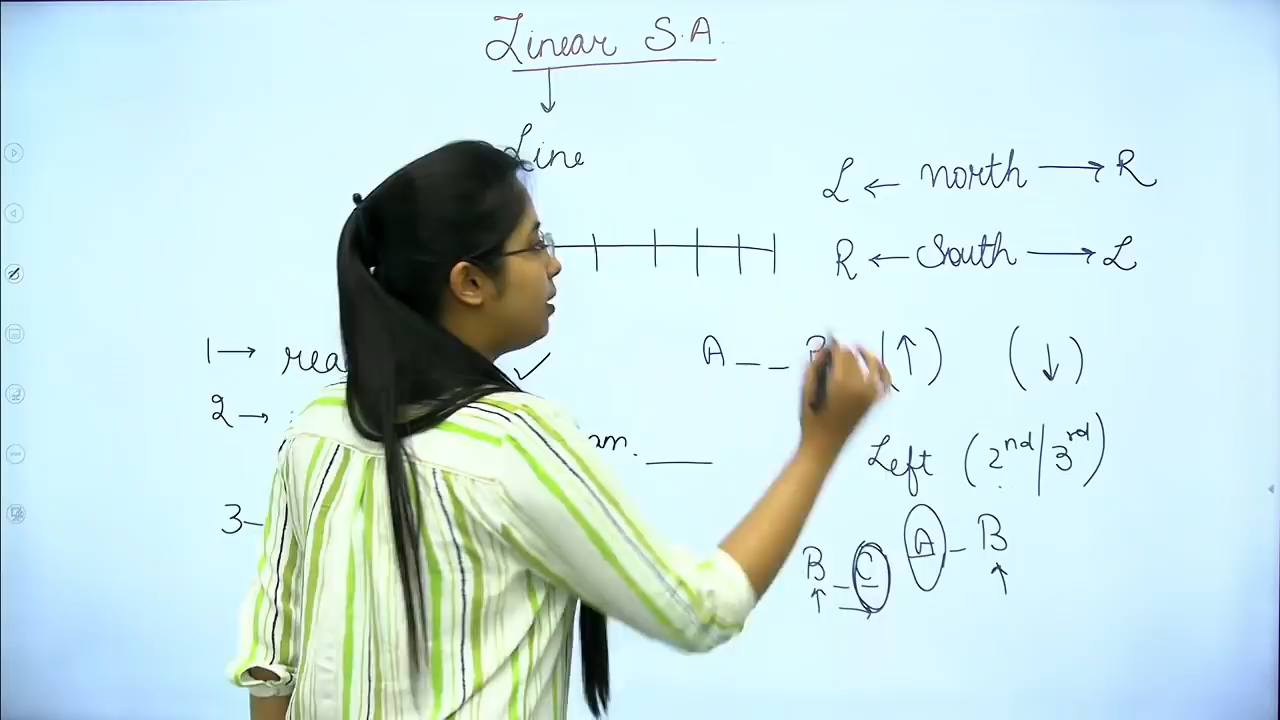 Linear S.A.
↓
Line
L ← north → R
R ← South → L
1 → rea ✓
A _ _ B (↑) (↓)
2 →
3 –
Left (2nd/3rd)
B _ C A – B
↑ → ↑